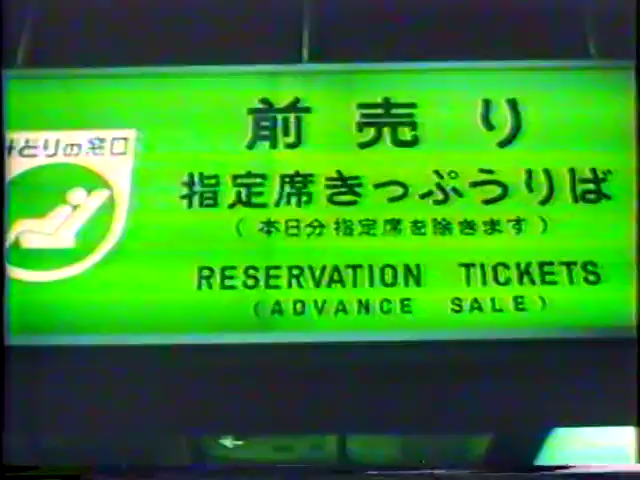 みどりの窓口
前売り
指定席きっぷうりば
(本日分指定席を除きます)
RESERVATION TICKETS
(ADVANCE SALE)